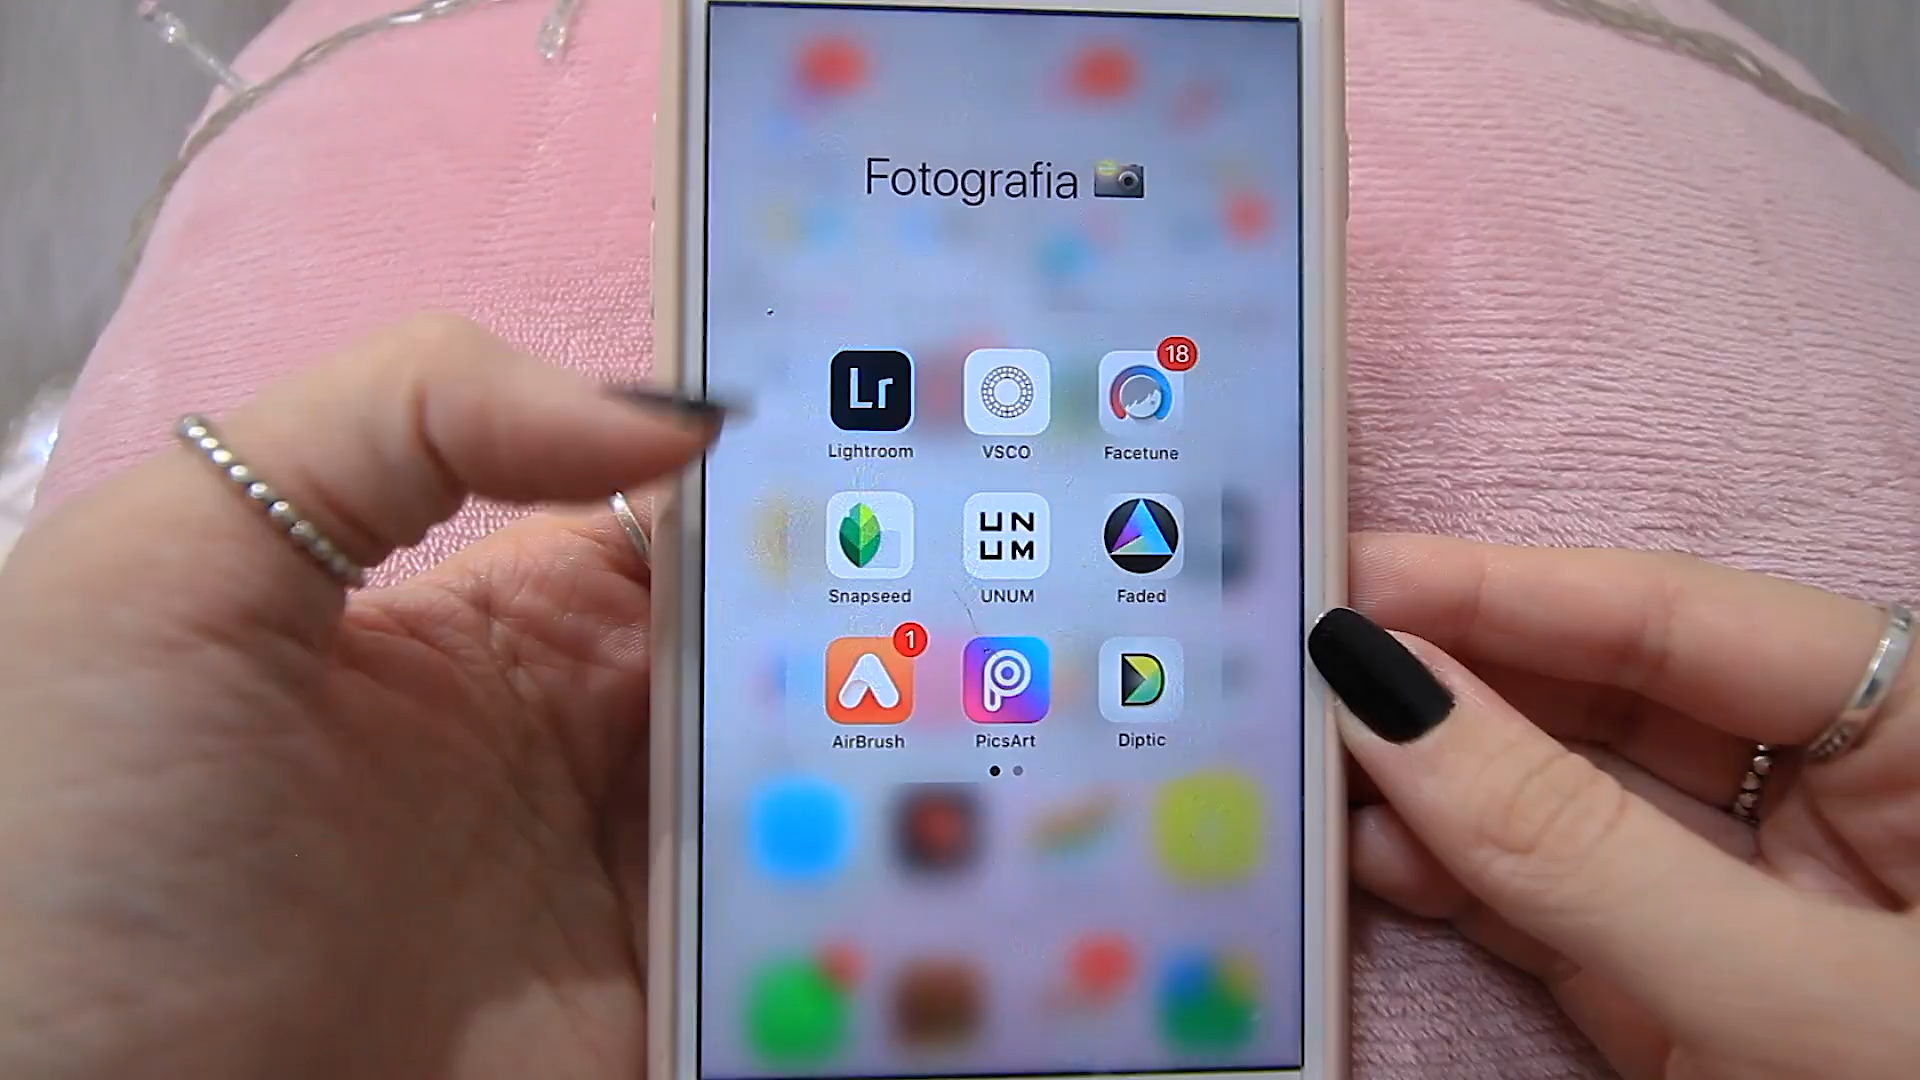 Fotografia
18
Lr
Lightroom VSCO Facetune
UN
UM
Snapseed UNUM Faded
1
AirBrush PicsArt Diptic